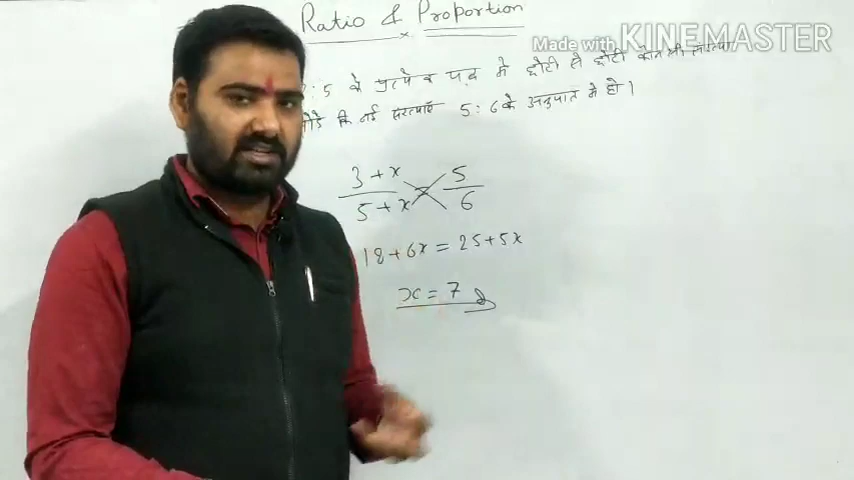 Ratio & Proportion
Made with KINEMASTER
: 5 के प्रत्येक पद में छोटी से छोटी कौन सी संख्या
जोडे कि नई संख्याएँ 5 : 6 के अनुपात में हो।
3 + x / 5 + x = 5 / 6
18 + 6x = 25 + 5x
x = 7